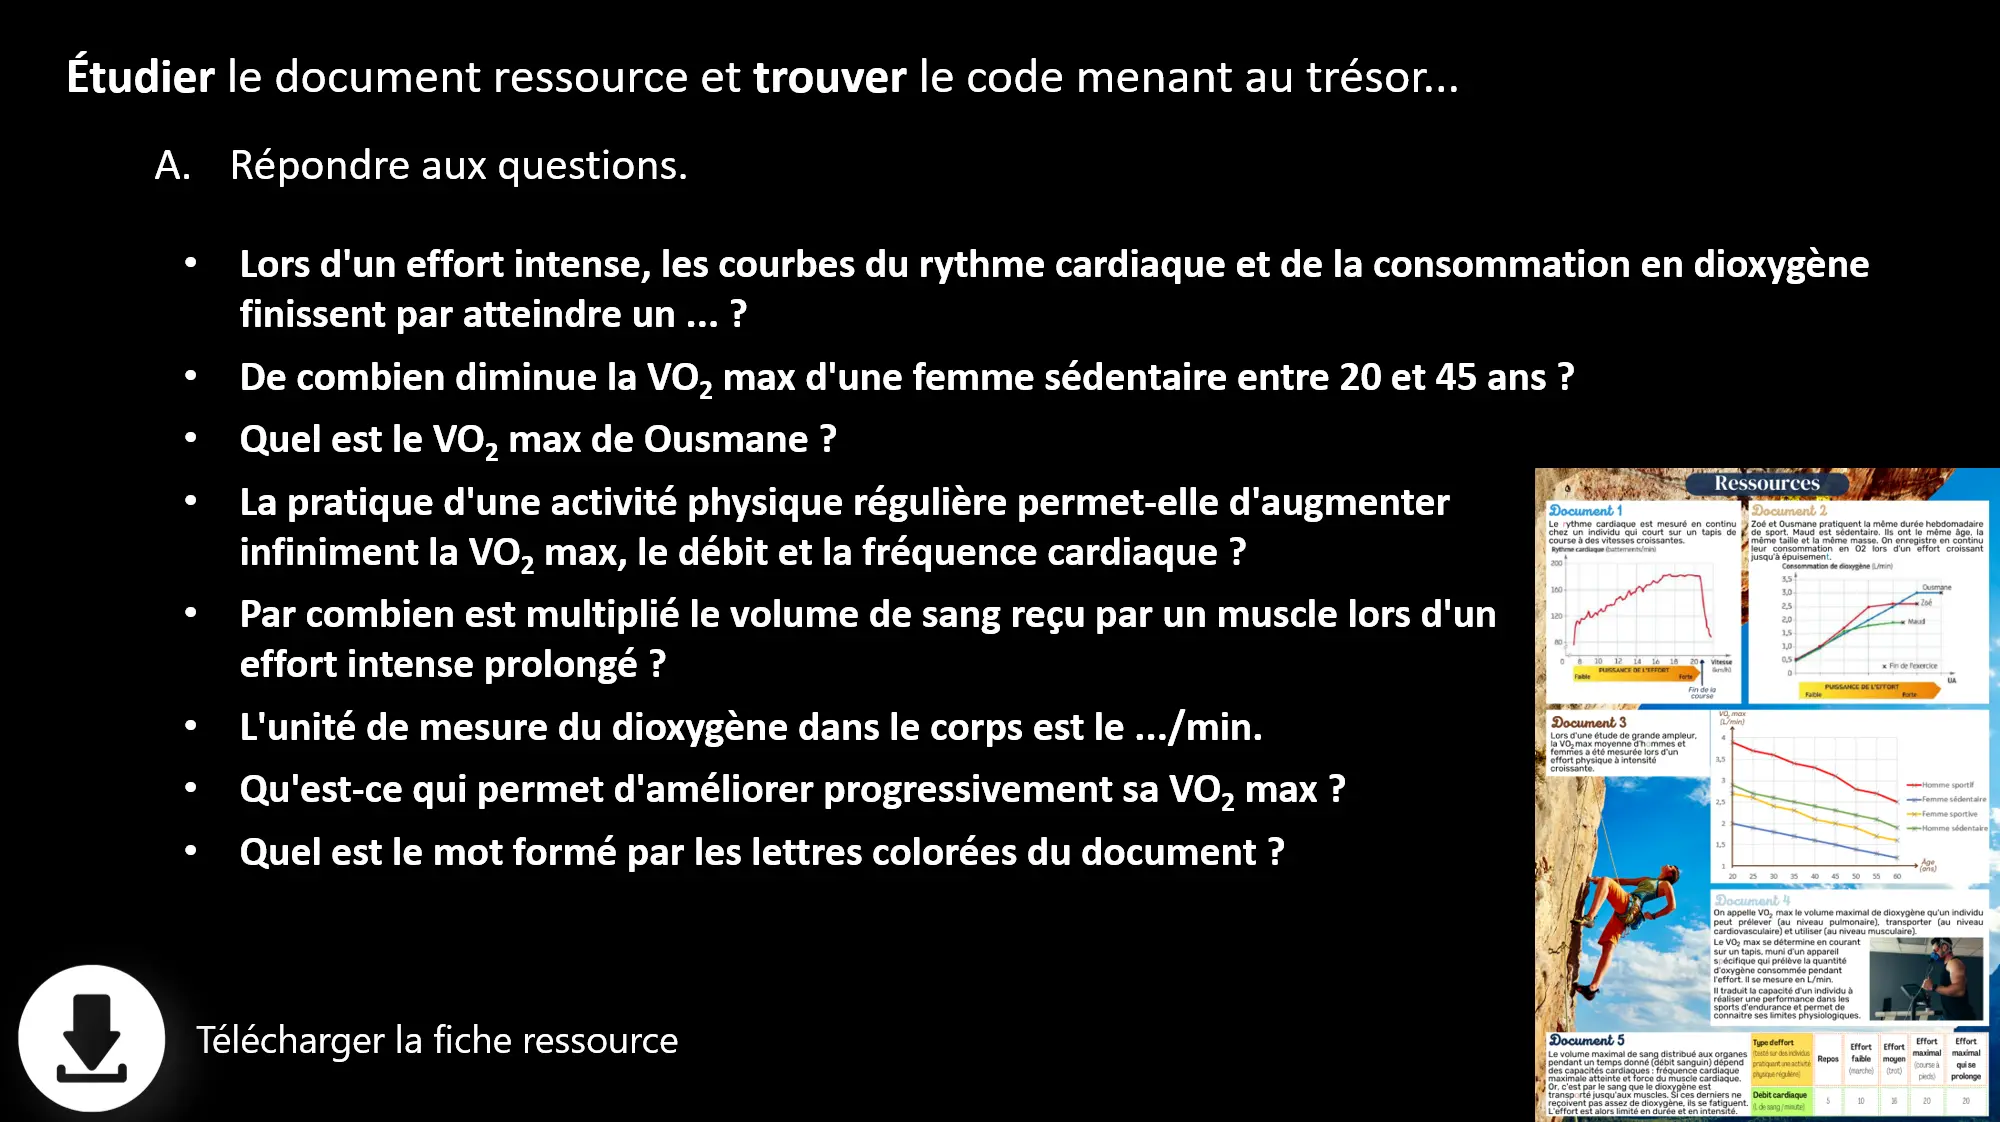 Étudier le document ressource et trouver le code menant au trésor...
A. Répondre aux questions.
• Lors d'un effort intense, les courbes du rythme cardiaque et de la consommation en dioxygène
finissent par atteindre un ... ?
• De combien diminue la VO2 max d'une femme sédentaire entre 20 et 45 ans ?
• Quel est le VO2 max de Ousmane ?
• La pratique d'une activité physique régulière permet-elle d'augmenter
infiniment la VO2 max, le débit et la fréquence cardiaque ?
• Par combien est multiplié le volume de sang reçu par un muscle lors d'un
effort intense prolongé ?
• L'unité de mesure du dioxygène dans le corps est le .../min.
• Qu'est-ce qui permet d'améliorer progressivement sa VO2 max ?
• Quel est le mot formé par les lettres colorées du document ?
Télécharger la fiche ressource
Ressources
Document 1
Le rythme cardiaque est mesuré en continu
chez un individu qui court sur un tapis de
course à des vitesses croissantes.
Rythme cardiaque (battements/min)
200
160
120
80
0 8 10 12 14 16 18 20 Vitesse
(km/h)
PUISSANCE DE L'EFFORT
Faible Forte
Fin de la
course
Document 2
Zoé et Ousmane pratiquent la même durée hebdomadaire
de sport. Maud est sédentaire. Ils ont le même âge, la
même taille et la même masse. On enregistre en continu
leur consommation en O2 lors d'un effort croissant
jusqu'à épuisement.
Consommation de dioxygène (L/min)
3,5
3,0
2,5
2,0
1,5
1,0
0,5
0
Ousmane
Zoé
Maud
x Fin de l'exercice
UA
PUISSANCE DE L'EFFORT
Faible Forte
Document 3
Lors d'une étude de grande ampleur,
la VO2 max moyenne d'hommes et
femmes a été mesurée lors d'un
effort physique à intensité
croissante.
VO2 max
(L/min)
4
3,5
3
2,5
2
1,5
1
20 25 30 35 40 45 50 55 60
Âge
(ans)
Homme sportif
Femme sédentaire
Femme sportive
Homme sédentaire
Document 4
On appelle VO2 max le volume maximal de dioxygène qu'un individu
peut prélever (au niveau pulmonaire), transporter (au niveau
cardiovasculaire) et utiliser (au niveau musculaire).
Le VO2 max se détermine en courant
sur un tapis, muni d'un appareil
spécifique qui prélève la quantité
d'oxygène consommée pendant
l'effort. Il se mesure en L/min.
Il traduit la capacité d'un individu à
réaliser une performance dans les
sports d'endurance et permet de
connaitre ses limites physiologiques.
Document 5
Le volume maximal de sang distribué aux organes
pendant un temps donné (débit sanguin) dépend
des capacités cardiaques : fréquence cardiaque
maximale atteinte et force du muscle cardiaque.
Or, c'est par le sang que le dioxygène est
transporté jusqu'aux muscles. Si ces derniers ne
reçoivent pas assez de dioxygène, ils se fatiguent.
L'effort est alors limité en durée et en intensité.
Type d'effort
(testé sur des individus
pratiquant une activité
physique régulière)
Repos
Effort
faible
(marche)
Effort
moyen
(trot)
Effort
maximal
(course à
pieds)
Effort
maximal
qui se
prolonge
Débit cardiaque
(L de sang / minute)
5 10 16 20 20